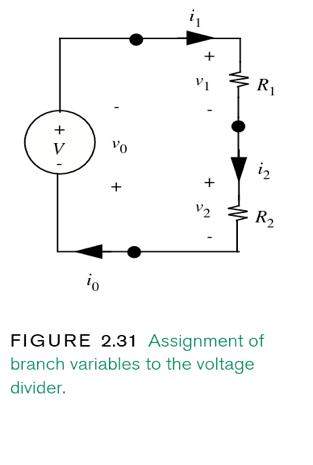 i1
+
v1
R1
-
-
+
V
-
v0
i2
+
+
v2
R2
-
i0
FIGURE 2.31 Assignment of
branch variables to the voltage
divider.